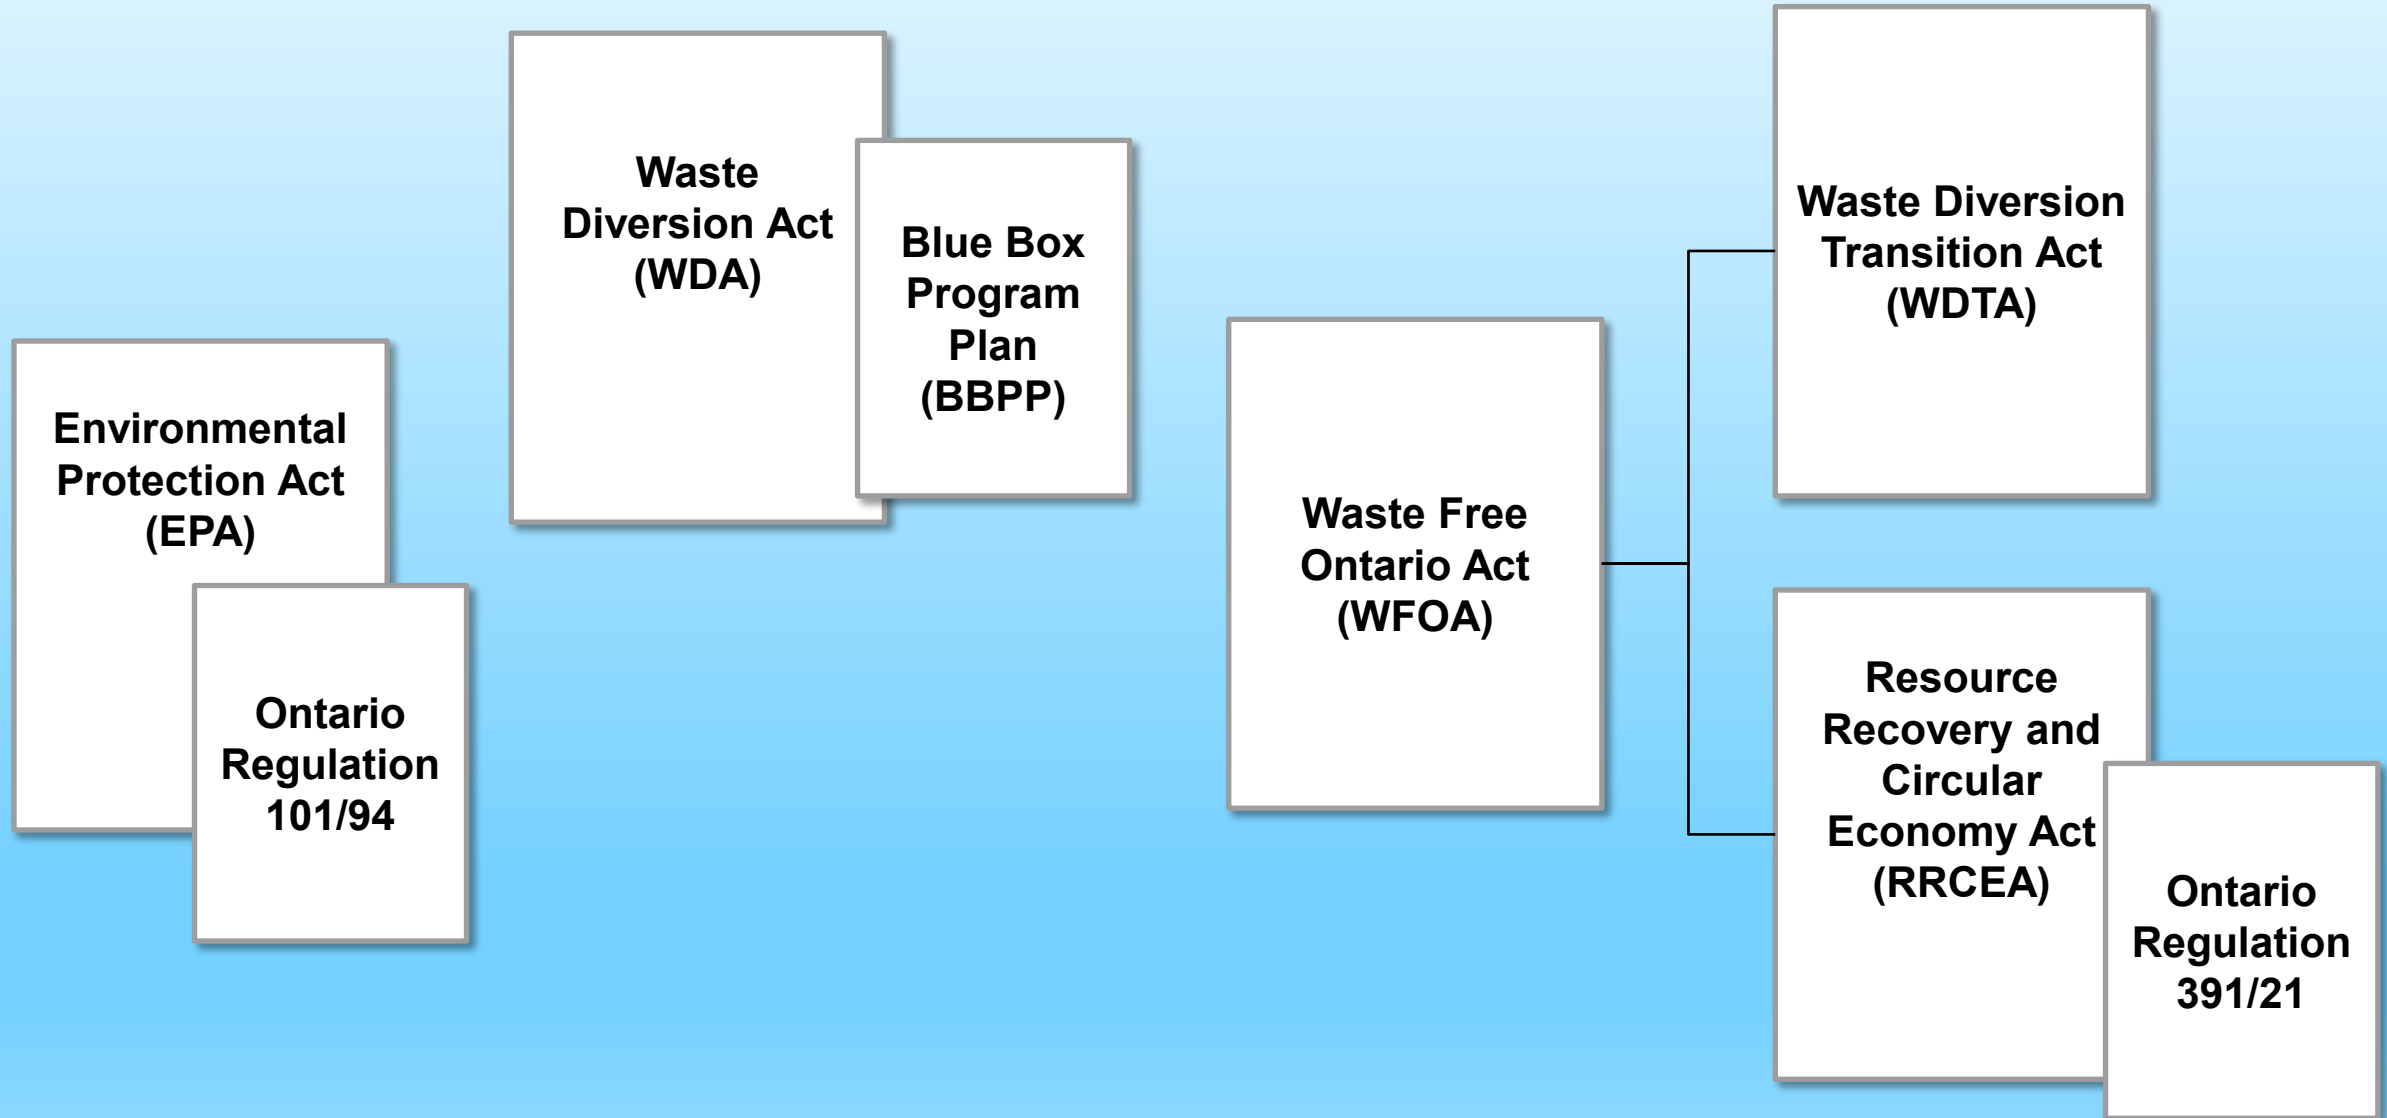 Environmental
Protection Act
(EPA)
Ontario
Regulation
101/94
Waste
Diversion Act
(WDA)
Blue Box
Program
Plan
(BBPP)
Waste Free
Ontario Act
(WFOA)
Waste Diversion
Transition Act
(WDTA)
Resource
Recovery and
Circular
Economy Act
(RRCEA)
Ontario
Regulation
391/21